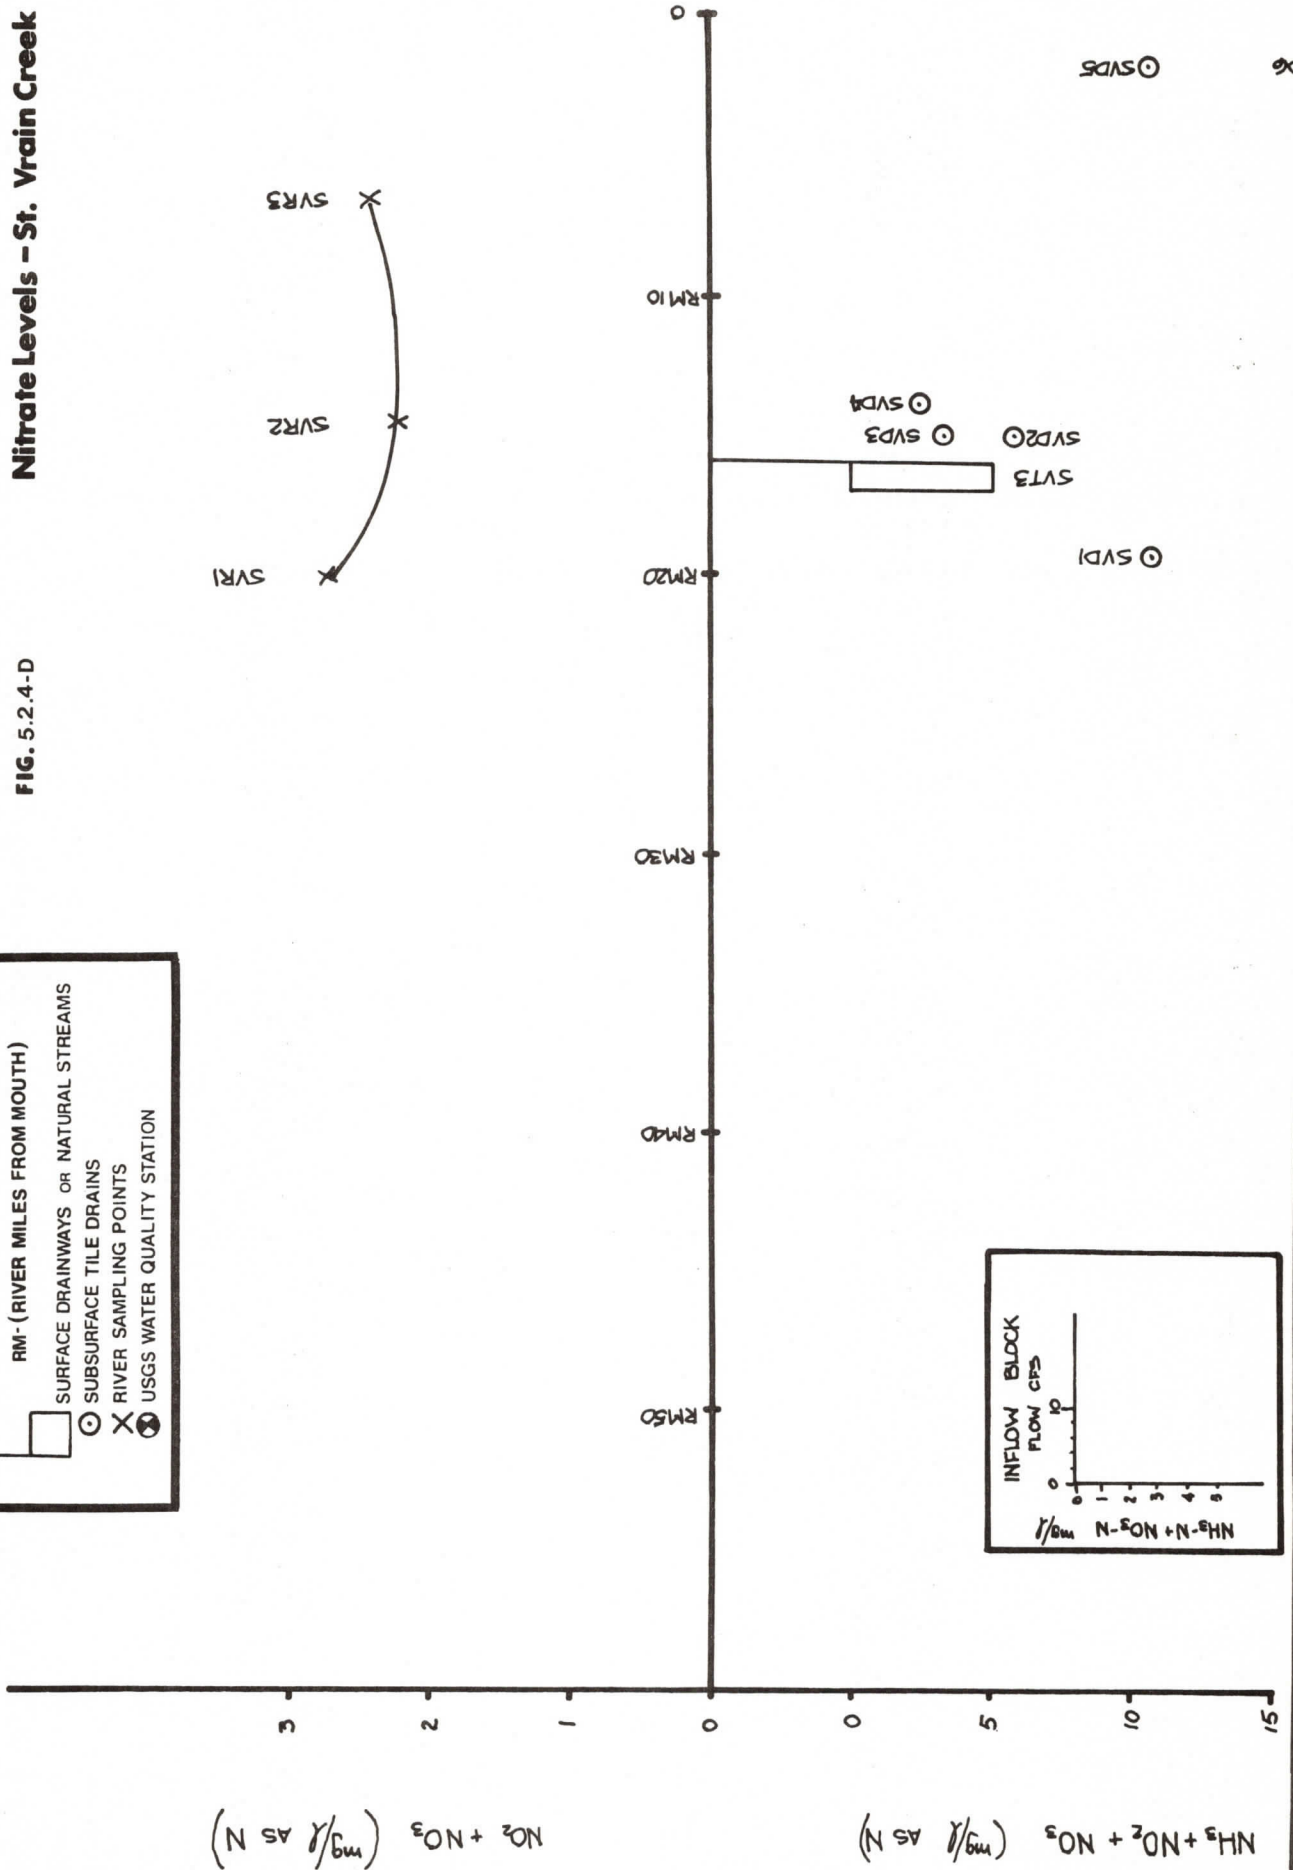 FIG. 5.2.4-D
Nitrate Levels - St. Vrain Creek
RM-(RIVER MILES FROM MOUTH)
SURFACE DRAINWAYS OR NATURAL STREAMS
SUBSURFACE TILE DRAINS
RIVER SAMPLING POINTS
USGS WATER QUALITY STATION
NO2 + NO3 (mg/l AS N)
3
2
1
0
SVR1
SVR2
SVR3
RM50
RM40
RM30
RM20
RM10
0
NH3 + NO2 + NO3 (mg/l AS N)
0
5
10
15
SVD1
SVT3
SVD2
SVD3
SVD4
SVD5
INFLOW BLOCK
FLOW CFS
0 10
NH3-N + NO3-N mg/l
0
1
2
3
4
5